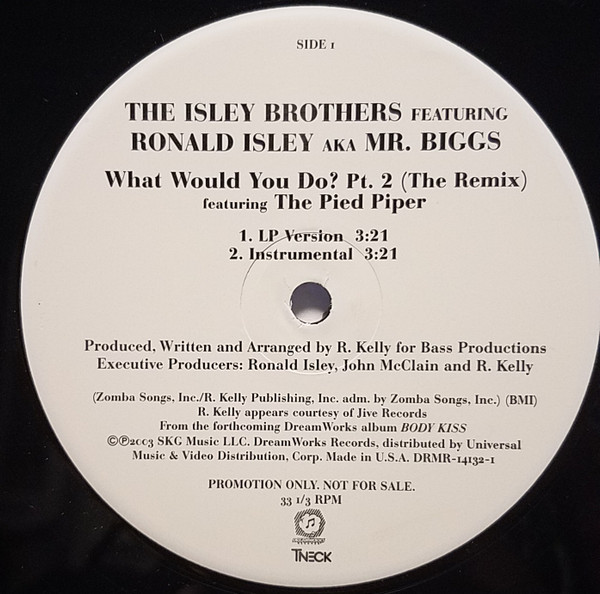 SIDE 1
THE ISLEY BROTHERS FEATURING
RONALD ISLEY AKA MR. BIGGS
What Would You Do? Pt. 2 (The Remix)
featuring The Pied Piper
1. LP Version 3:21
2. Instrumental 3:21
Produced, Written and Arranged by R. Kelly for Bass Productions
Executive Producers: Ronald Isley, John McClain and R. Kelly
(Zomba Songs, Inc./R. Kelly Publishing, Inc. adm. by Zomba Songs, Inc.) (BMI)
R. Kelly appears courtesy of Jive Records
From the forthcoming DreamWorks album BODY KISS
©℗2003 SKG Music LLC. DreamWorks Records, distributed by Universal
Music & Video Distribution, Corp. Made in U.S.A. DRMR-14132-1
PROMOTION ONLY. NOT FOR SALE.
33 1/3 RPM
TNECK